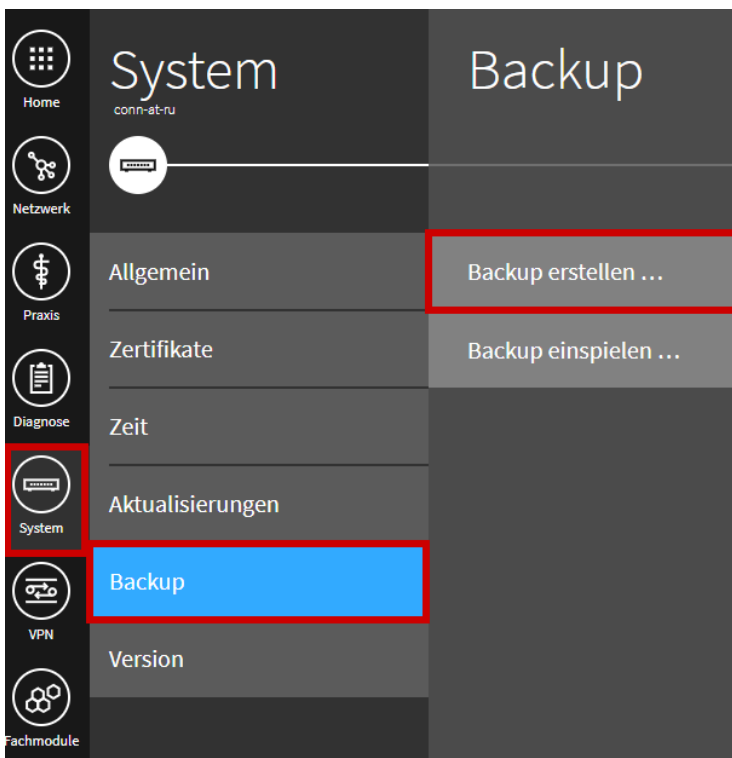 Home
Netzwerk
Praxis
Diagnose
System
VPN
Fachmodule
System
conn-at-ru
Allgemein
Zertifikate
Zeit
Aktualisierungen
Backup
Version
Backup
Backup erstellen ...
Backup einspielen ...